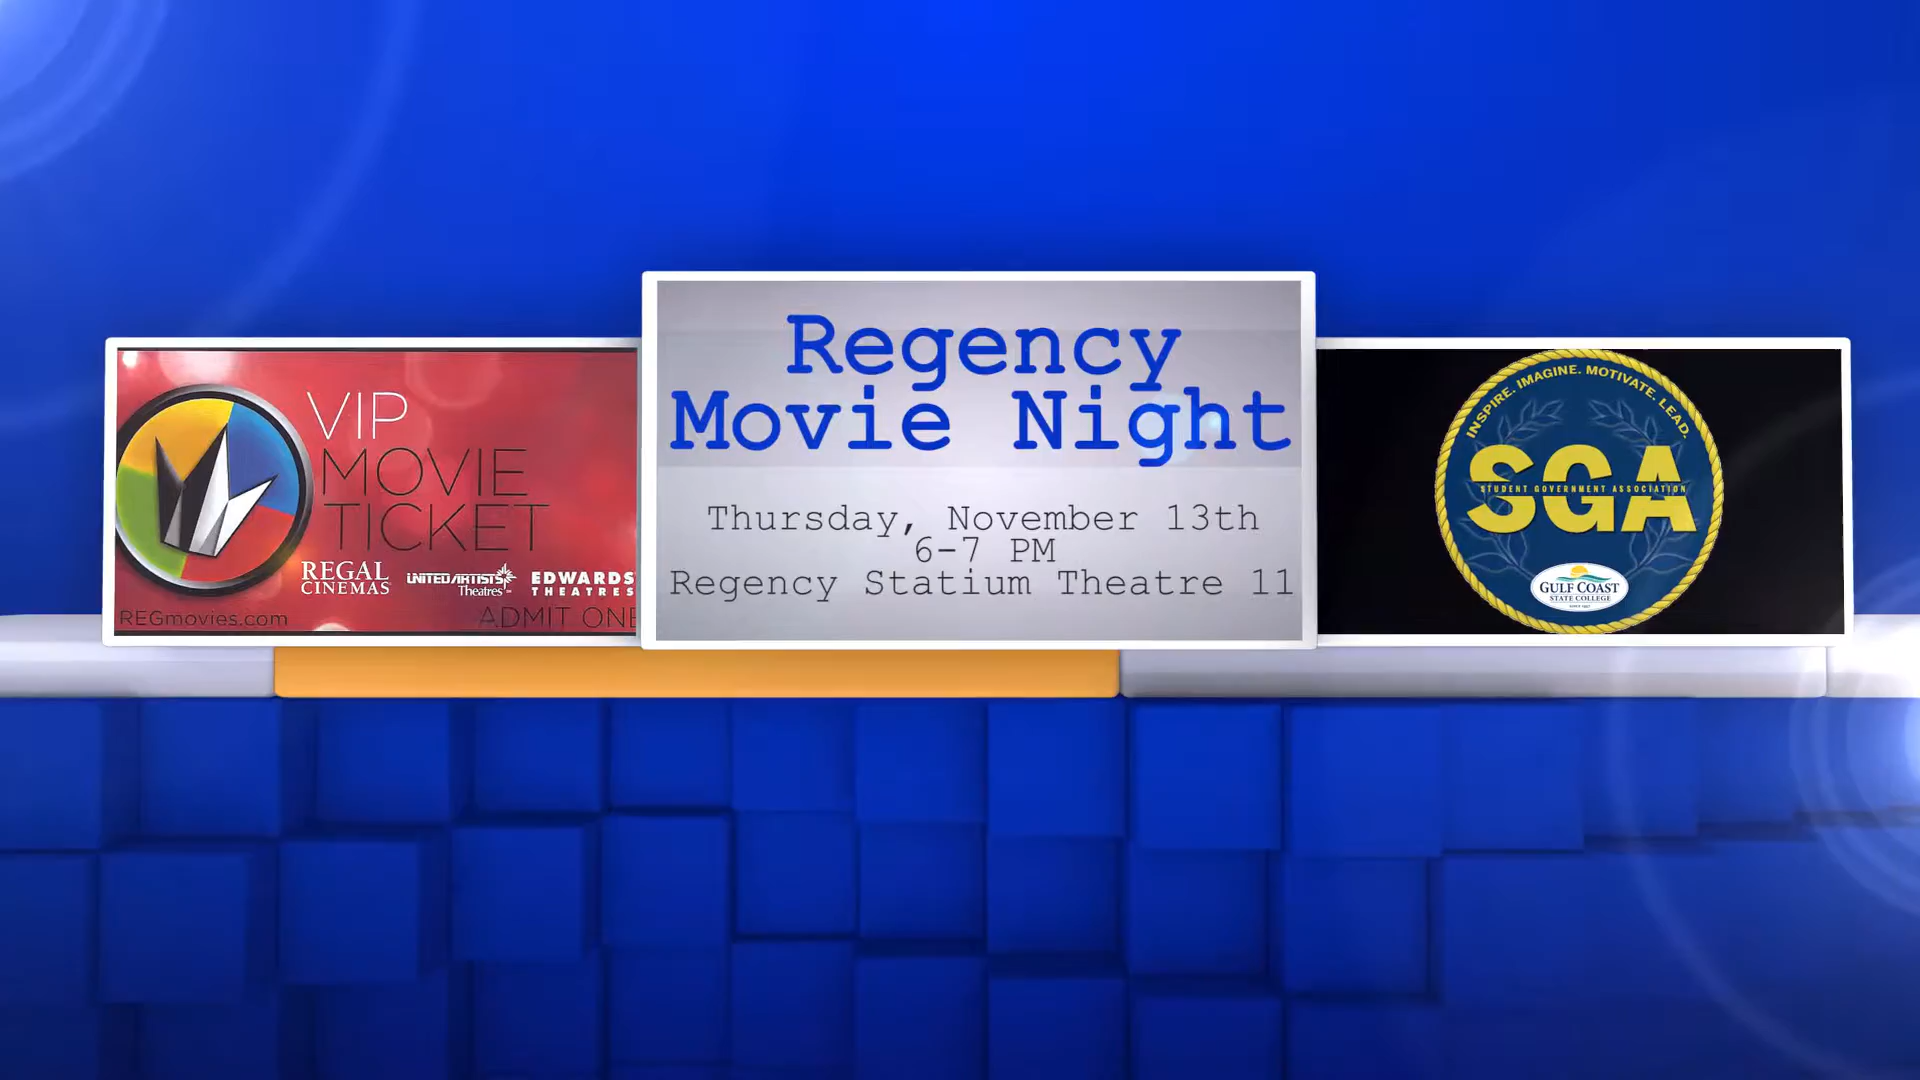 VIP
MOVIE
TICKET
REGAL
CINEMAS
UNITED ARTISTS
Theatres
EDWARDS
THEATRES
REGmovies.com
ADMIT ONE
Regency
Movie Night
Thursday, November 13th
6-7 PM
Regency Statium Theatre 11
INSPIRE. IMAGINE. MOTIVATE. LEAD.
SGA
STUDENT GOVERNMENT ASSOCIATION
GULF COAST
STATE COLLEGE